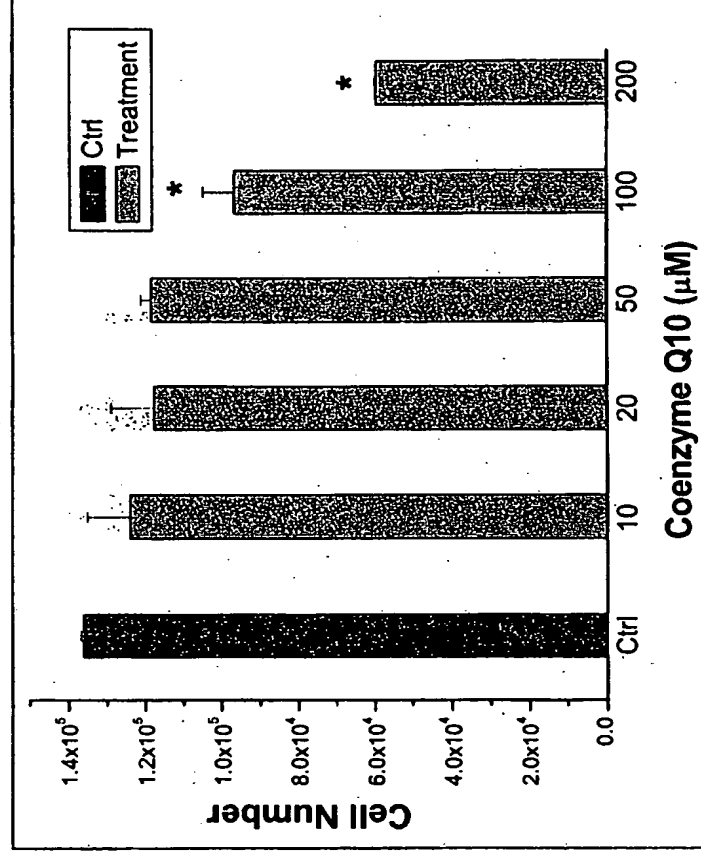 Ctrl
Treatment
*
*
1.4x10⁵
1.2x10⁵
1.0x10⁵
8.0x10⁴
6.0x10⁴
4.0x10⁴
2.0x10⁴
0.0
Cell Number
Ctrl 10 20 50 100 200
Coenzyme Q10 (µM)